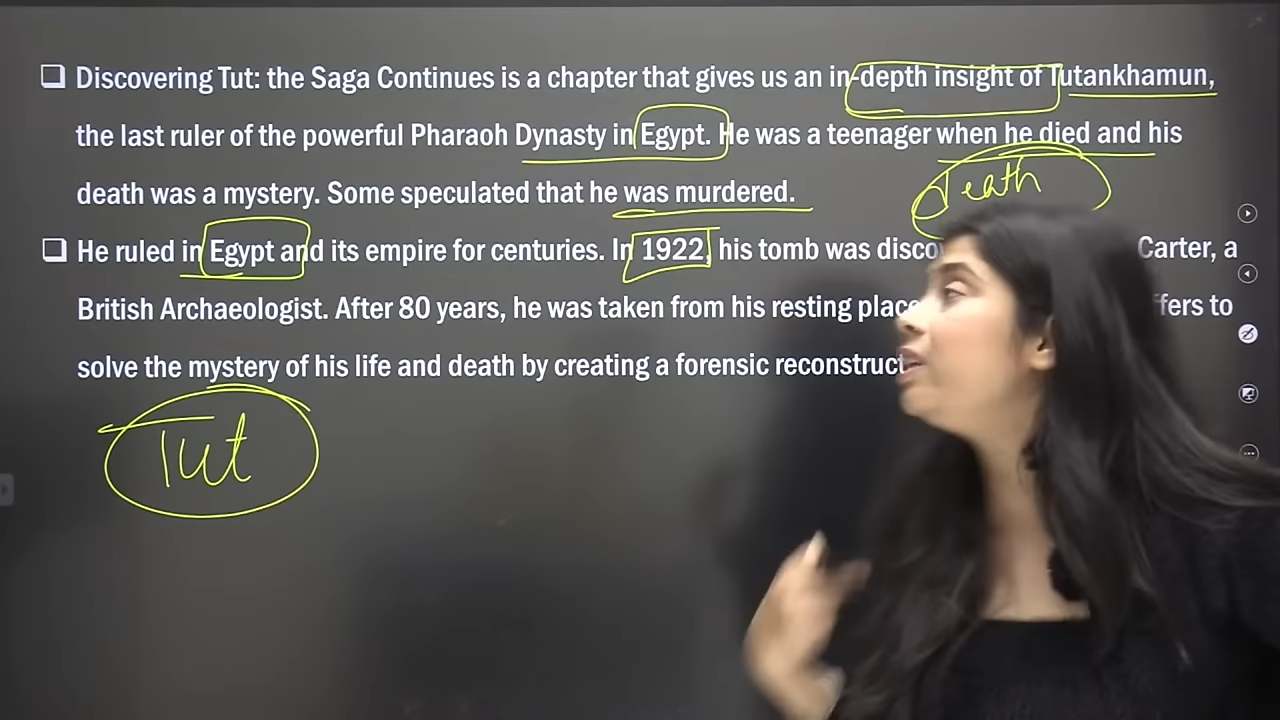 Discovering Tut: the Saga Continues is a chapter that gives us an in-depth insight of Tutankhamun,
the last ruler of the powerful Pharaoh Dynasty in Egypt. He was a teenager when he died and his
death was a mystery. Some speculated that he was murdered.
Death
He ruled in Egypt and its empire for centuries. In 1922, his tomb was Carter, a
British Archaeologist. After 80 years, he was taken from his resting to
solve the mystery of his life and death by creating a forensic
Tut